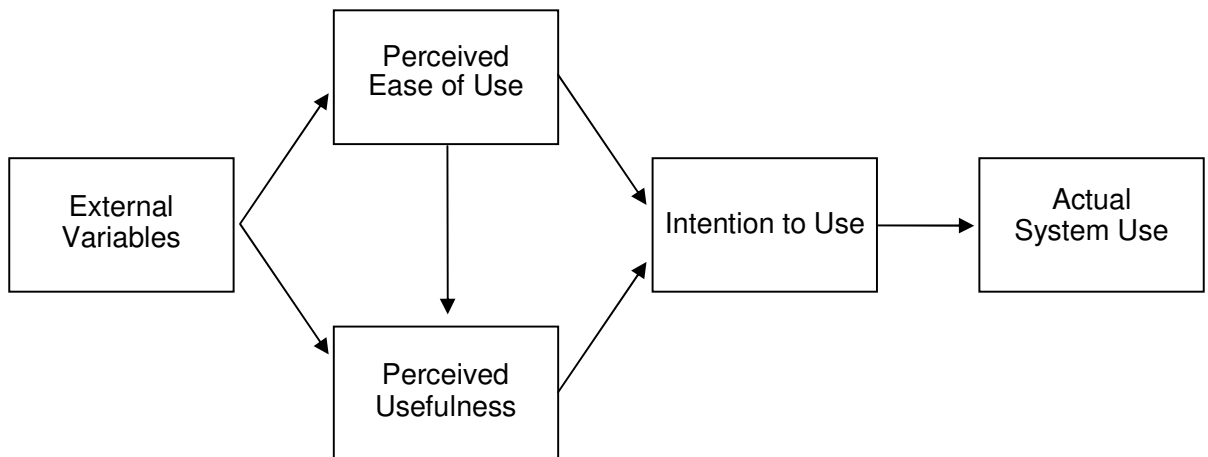 Perceived
Ease of Use
External
Variables
Intention to Use
Actual
System Use
Perceived
Usefulness